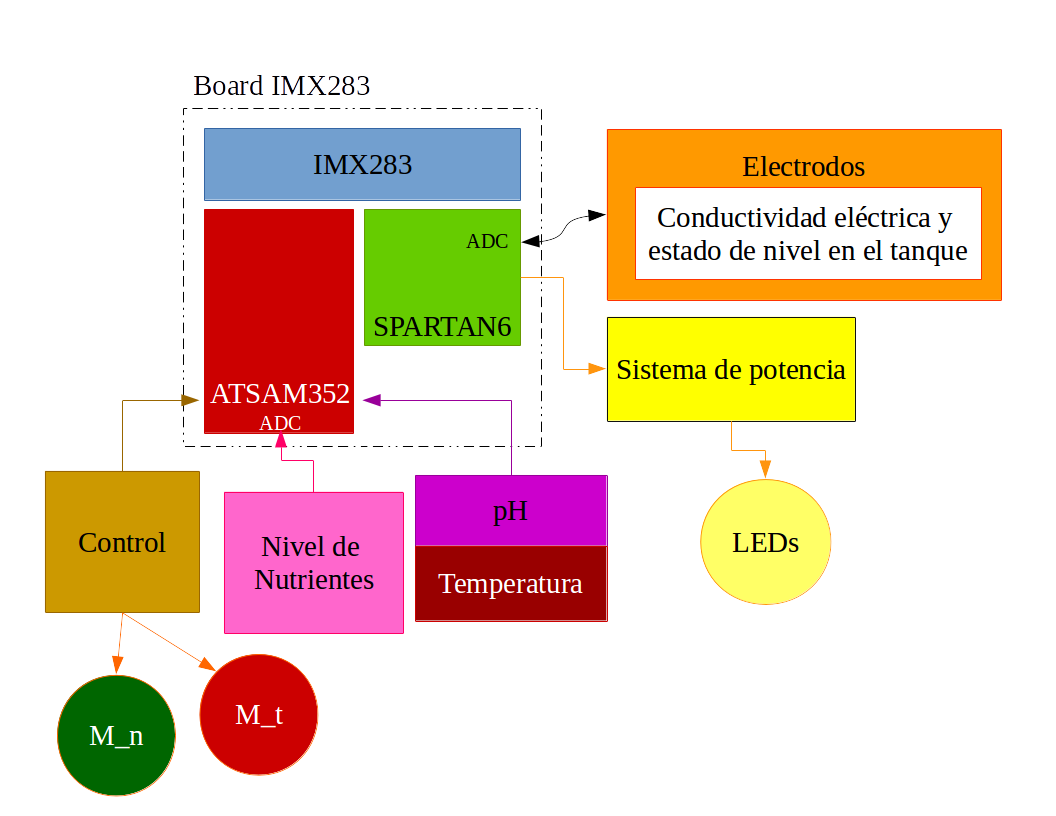 Board IMX283
IMX283
Electrodos
Conductividad eléctrica y
estado de nivel en el tanque
ADC
SPARTAN6
Sistema de potencia
ATSAM352
ADC
Control
Nivel de
Nutrientes
pH
Temperatura
LEDs
M_n
M_t